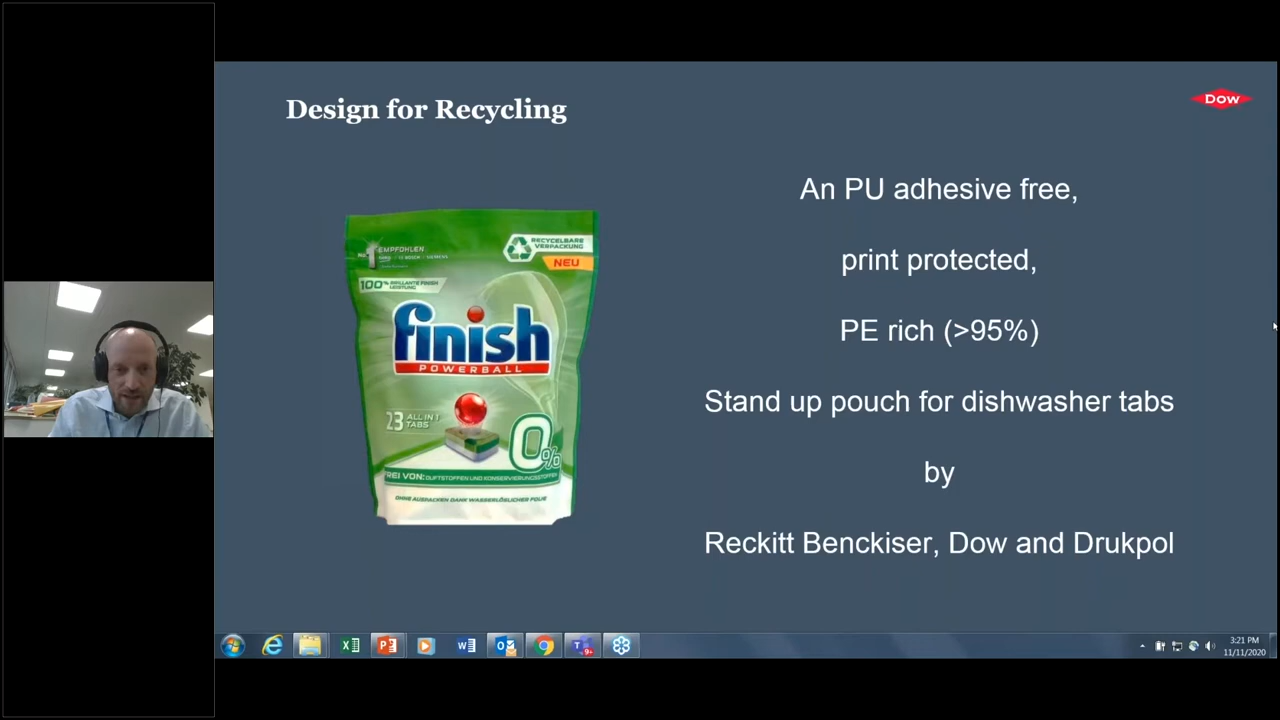 Design for Recycling
Dow
An PU adhesive free,
print protected,
PE rich (>95%)
Stand up pouch for dishwasher tabs
by
Reckitt Benckiser, Dow and Drukpol
EMPFOHLEN
RECYCELBARE
VERPACKUNG
NEU
100% BRILLANTE FINISH
LEISTUNG
finish
POWERBALL
23 ALL IN 1
TABS
0%
FREI VON: DUFTSTOFFEN UND KONSERVIERUNGSSTOFFEN
OHNE AUSPACKEN DANK WASSERLÖSLICHER FOLIE
9+
3:21 PM
11/11/2020